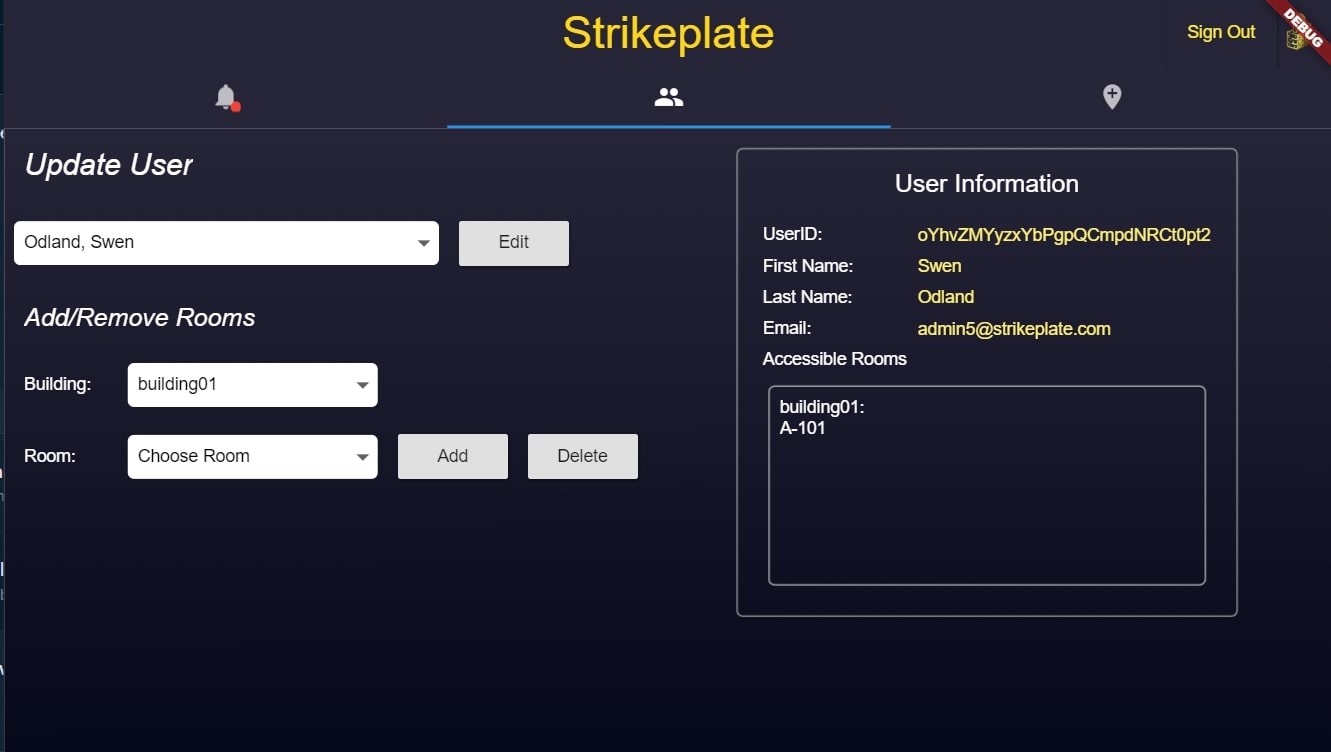 Strikeplate
Sign Out
DEBUG
Update User
Odland, Swen
Edit
Add/Remove Rooms
Building:
building01
Room:
Choose Room
Add
Delete
User Information
UserID: oYhvZMYyzxYbPgpQCmpdNRCt0pt2
First Name: Swen
Last Name: Odland
Email: admin5@strikeplate.com
Accessible Rooms
building01:
A-101